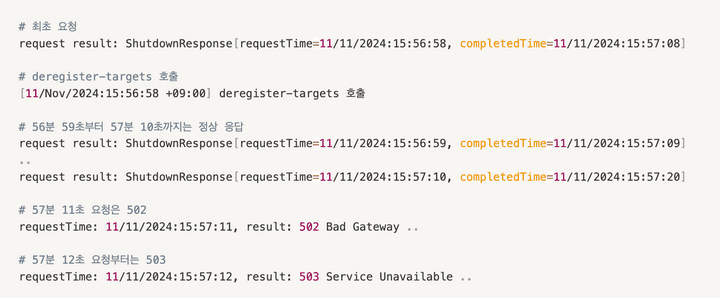 # 최초 요청
request result: ShutdownResponse[requestTime=11/11/2024:15:56:58, completedTime=11/11/2024:15:57:08]
# deregister-targets 호출
[11/Nov/2024:15:56:58 +09:00] deregister-targets 호출
# 56분 59초부터 57분 10초까지는 정상 응답
request result: ShutdownResponse[requestTime=11/11/2024:15:56:59, completedTime=11/11/2024:15:57:09]
..
request result: ShutdownResponse[requestTime=11/11/2024:15:57:10, completedTime=11/11/2024:15:57:20]
# 57분 11초 요청은 502
requestTime: 11/11/2024:15:57:11, result: 502 Bad Gateway ..
# 57분 12초 요청부터는 503
requestTime: 11/11/2024:15:57:12, result: 503 Service Unavailable ..